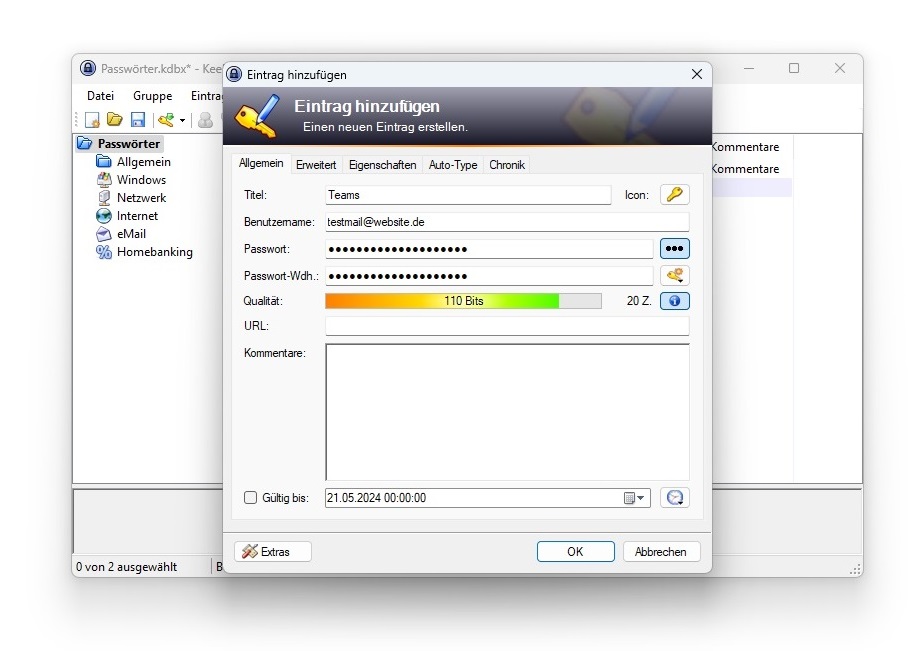 Passwörter.kdbx* - Kee
Datei Gruppe Eintra
Passwörter
Allgemein
Windows
Netzwerk
Internet
eMail
Homebanking
Kommentare
Kommentare
0 von 2 ausgewählt
B
Eintrag hinzufügen
Eintrag hinzufügen
Einen neuen Eintrag erstellen.
Allgemein Erweitert Eigenschaften Auto-Type Chronik
Titel: Teams Icon:
Benutzername: testmail@website.de
Passwort: ●●●●●●●●●●●●●●●●●●●●
Passwort-Wdh.: ●●●●●●●●●●●●●●●●●●●●
Qualität: 110 Bits 20 Z.
URL:
Kommentare:
Gültig bis: 21.05.2024 00:00:00
Extras OK Abbrechen